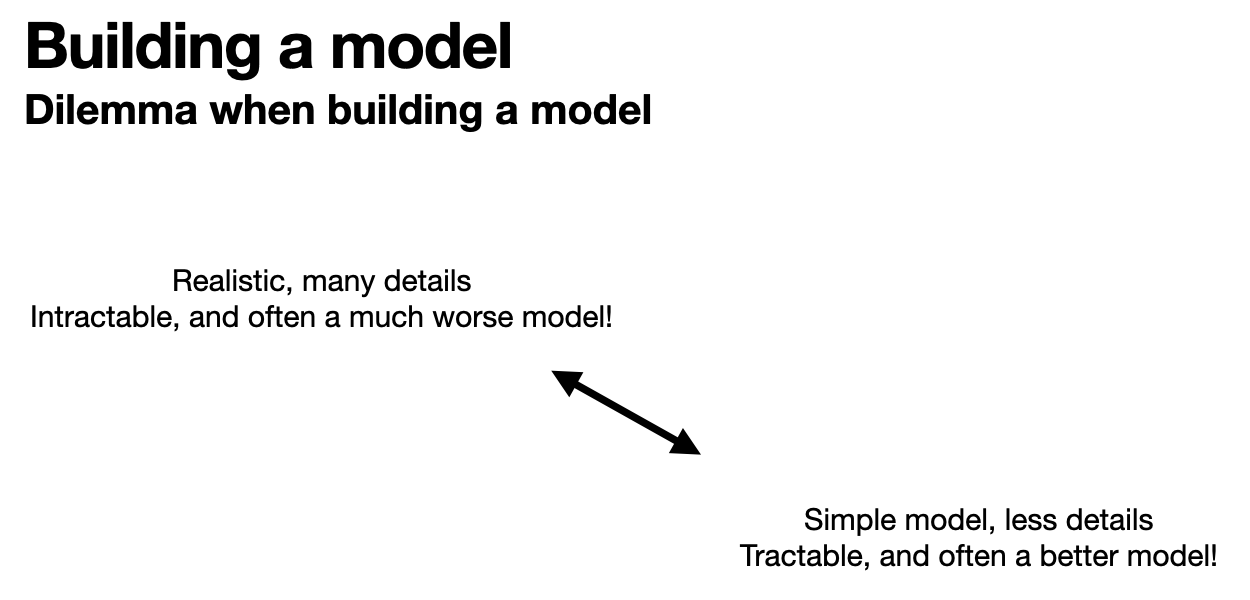 Building a model
Dilemma when building a model
Realistic, many details
Intractable, and often a much worse model!
Simple model, less details
Tractable, and often a better model!